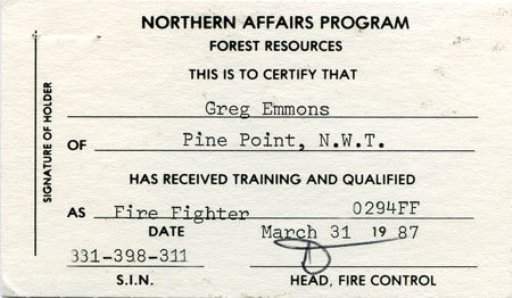 NORTHERN AFFAIRS PROGRAM
FOREST RESOURCES
THIS IS TO CERTIFY THAT
Greg Emmons
OF Pine Point, N.W.T.
HAS RECEIVED TRAINING AND QUALIFIED
AS Fire Fighter 0294FF
DATE March 31 19 87
331-398-311
S.I.N. HEAD, FIRE CONTROL
SIGNATURE OF HOLDER